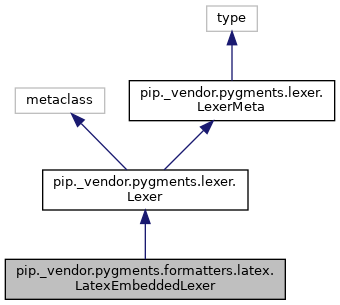 type
metaclass
pip._vendor.pygments.lexer.
LexerMeta
pip._vendor.pygments.lexer.
Lexer
pip._vendor.pygments.formatters.latex.
LatexEmbeddedLexer